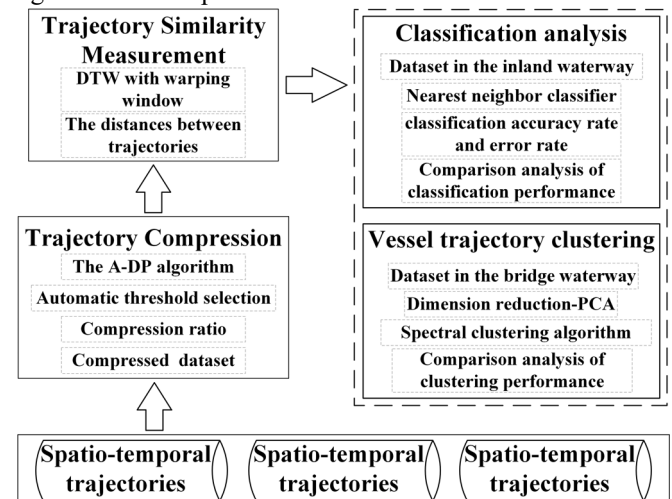 Trajectory Similarity
Measurement
DTW with warping
window
The distances between
trajectories
Trajectory Compression
The A-DP algorithm
Automatic threshold selection
Compression ratio
Compressed dataset
Classification analysis
Dataset in the inland waterway
Nearest neighbor classifier
classification accuracy rate
and error rate
Comparison analysis of
classification performance
Vessel trajectory clustering
Dataset in the bridge waterway
Dimension reduction-PCA
Spectral clustering algorithm
Comparison analysis of
clustering performance
Spatio-temporal
trajectories
Spatio-temporal
trajectories
Spatio-temporal
trajectories